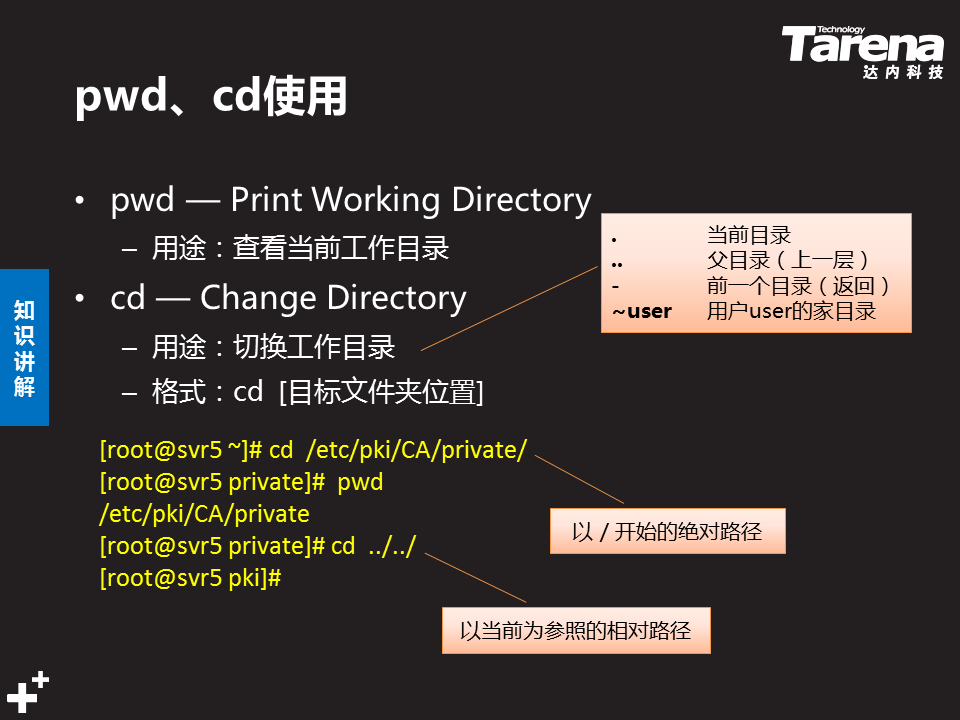 Technology
Tarena
达内科技
pwd、cd使用
• pwd — Print Working Directory
– 用途：查看当前工作目录
• cd — Change Directory
– 用途：切换工作目录
– 格式：cd [目标文件夹位置]
. 当前目录
.. 父目录（上一层）
- 前一个目录（返回）
~user 用户user的家目录
知
识
讲
解
[root@svr5 ~]# cd /etc/pki/CA/private/
[root@svr5 private]# pwd
/etc/pki/CA/private
[root@svr5 private]# cd ../../
[root@svr5 pki]#
以 / 开始的绝对路径
以当前为参照的相对路径